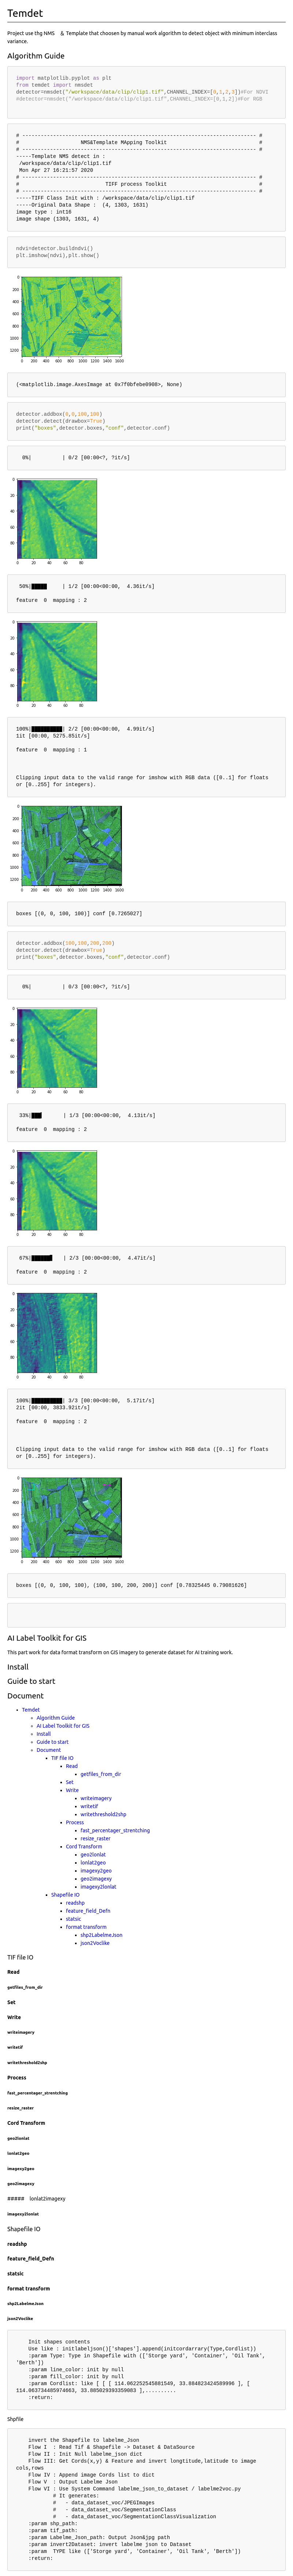 Temdet
Project use thg NMS & Template that choosen by manual work algorithm to detect object with minimum interclass
variance.
Algorithm Guide
import matplotlib.pyplot as plt
from temdet import nmsdet
detector=nmsdet("/workspace/data/clip/clip1.tif",CHANNEL_INDEX=[0,1,2,3])#For NDVI
#detector=nmsdet("/workspace/data/clip/clip1.tif",CHANNEL_INDEX=[0,1,2])#For RGB
# ---------------------------------------------------------------------------- #
# NMS&Template MApping Toolkit #
# ---------------------------------------------------------------------------- #
-----Template NMS detect in :
/workspace/data/clip/clip1.tif
Mon Apr 27 16:21:57 2020
# ---------------------------------------------------------------------------- #
# TIFF process Toolkit #
# ---------------------------------------------------------------------------- #
-----TIFF Class Init with : /workspace/data/clip/clip1.tif
-----Original Data Shape : (4, 1303, 1631)
image type : int16
image shape (1303, 1631, 4)
ndvi=detector.buildndvi()
plt.imshow(ndvi),plt.show()
0
200
400
600
800
1000
1200
0 200 400 600 800 1000 1200 1400 1600
(<matplotlib.image.AxesImage at 0x7f0bfebe8908>, None)
detector.addbox(0,0,100,100)
detector.detect(drawbox=True)
print("boxes",detector.boxes,"conf",detector.conf)
0%| | 0/2 [00:00<?, ?it/s]
0
20
40
60
80
0 20 40 60 80
50%|█████ | 1/2 [00:00<00:00, 4.36it/s]
feature 0 mapping : 2
0
20
40
60
80
0 20 40 60 80
100%|██████████| 2/2 [00:00<00:00, 4.99it/s]
1it [00:00, 5275.85it/s]
feature 0 mapping : 1
Clipping input data to the valid range for imshow with RGB data ([0..1] for floats
or [0..255] for integers).
0
200
400
600
800
1000
1200
0 200 400 600 800 1000 1200 1400 1600
boxes [(0, 0, 100, 100)] conf [0.7265027]
detector.addbox(100,100,200,200)
detector.detect(drawbox=True)
print("boxes",detector.boxes,"conf",detector.conf)
0%| | 0/3 [00:00<?, ?it/s]
0
20
40
60
80
0 20 40 60 80
33%|███ | 1/3 [00:00<00:00, 4.13it/s]
feature 0 mapping : 2
0
20
40
60
80
0 20 40 60 80
67%|██████ | 2/3 [00:00<00:00, 4.47it/s]
feature 0 mapping : 2
0
20
40
60
80
0 20 40 60 80
100%|██████████| 3/3 [00:00<00:00, 5.17it/s]
2it [00:00, 3833.92it/s]
feature 0 mapping : 2
Clipping input data to the valid range for imshow with RGB data ([0..1] for floats
or [0..255] for integers).
0
200
400
600
800
1000
1200
0 200 400 600 800 1000 1200 1400 1600
boxes [(0, 0, 100, 100), (100, 100, 200, 200)] conf [0.78325445 0.79081626]
AI Label Toolkit for GIS
This part work for data format transform on GIS imagery to generate dataset for AI training work.
Install
Guide to start
Document
Temdet
Algorithm Guide
AI Label Toolkit for GIS
Install
Guide to start
Document
TIF file IO
Read
getfiles_from_dir
Set
Write
writeimagery
writetif
writethreshold2shp
Process
fast_percentager_strentching
resize_raster
Cord Transform
geo2lonlat
lonlat2geo
imagexy2geo
geo2imagexy
imagexy2lonlat
Shapefile IO
readshp
feature_field_Defn
statsic
format transform
shp2LabelmeJson
json2Voclike
TIF file IO
Read
getfiles_from_dir
Set
Write
writeimagery
writetif
writethreshold2shp
Process
fast_percentager_strentching
resize_raster
Cord Transform
geo2lonlat
lonlat2geo
imagexy2geo
geo2imagexy
##### lonlat2imagexy
imagexy2lonlat
Shapefile IO
readshp
feature_field_Defn
statsic
format transform
shp2LabelmeJson
json2Voclike
Init shapes contents
Use like : initlabeljson()['shapes'].append(initcordarrary(Type,Cordlist))
:param Type: Type in Shapefile with (['Storge yard', 'Container', 'Oil Tank',
'Berth'])
:param line_color: init by null
:param fill_color: init by null
:param Cordlist: like [ [ [ 114.062252545881549, 33.884823424589996 ], [
114.063734485974663, 33.885029393359063 ],..........
:return:
Shpfile
invert the Shapefile to labelme_Json
Flow I : Read Tif & Shapefile -> Dataset & DataSource
Flow II : Init Null labelme_json dict
Flow III: Get Cords(x,y) & Feature and invert longtitude,latitude to image
cols,rows
Flow IV : Append image Cords list to dict
Flow V : Output Labelme Json
Flow VI : Use System Command labelme_json_to_dataset / labelme2voc.py
# It generates:
# - data_dataset_voc/JPEGImages
# - data_dataset_voc/SegmentationClass
# - data_dataset_voc/SegmentationClassVisualization
:param shp_path:
:param tif_path:
:param Labelme_Json_path: Output Json&jpg path
:param invert2Dataset: invert labelme json to Dataset
:param TYPE like (['Storge yard', 'Container', 'Oil Tank', 'Berth'])
:return: